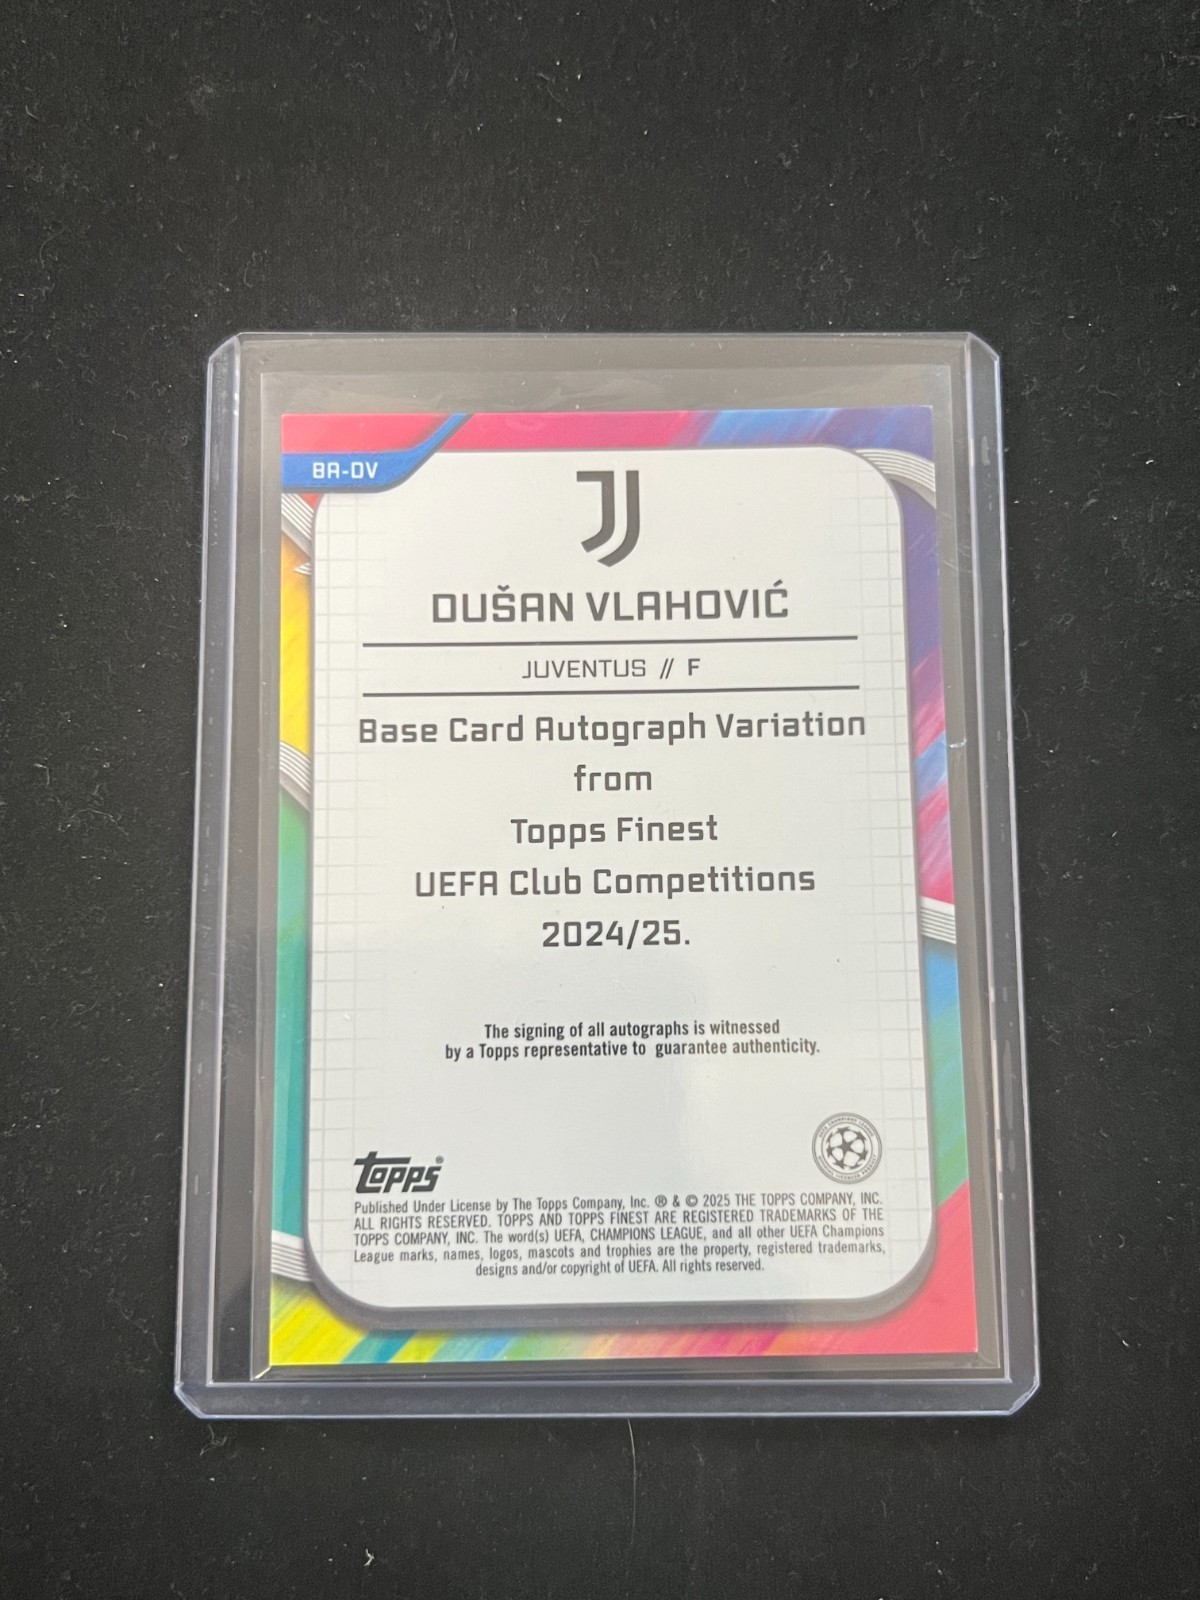 BA-DV
DUŠAN VLAHOVIĆ
JUVENTUS // F
Base Card Autograph Variation
from
Topps Finest
UEFA Club Competitions
2024/25.
The signing of all autographs is witnessed
by a Topps representative to guarantee authenticity.
Topps®
Published Under License by The Topps Company, Inc. ® & © 2025 THE TOPPS COMPANY, INC.
ALL RIGHTS RESERVED. TOPPS AND TOPPS FINEST ARE REGISTERED TRADEMARKS OF THE
TOPPS COMPANY, INC. The word(s) UEFA, CHAMPIONS LEAGUE, and all other UEFA Champions
League marks, names, logos, mascots and trophies are the property, registered trademarks,
designs and/or copyright of UEFA. All rights reserved.